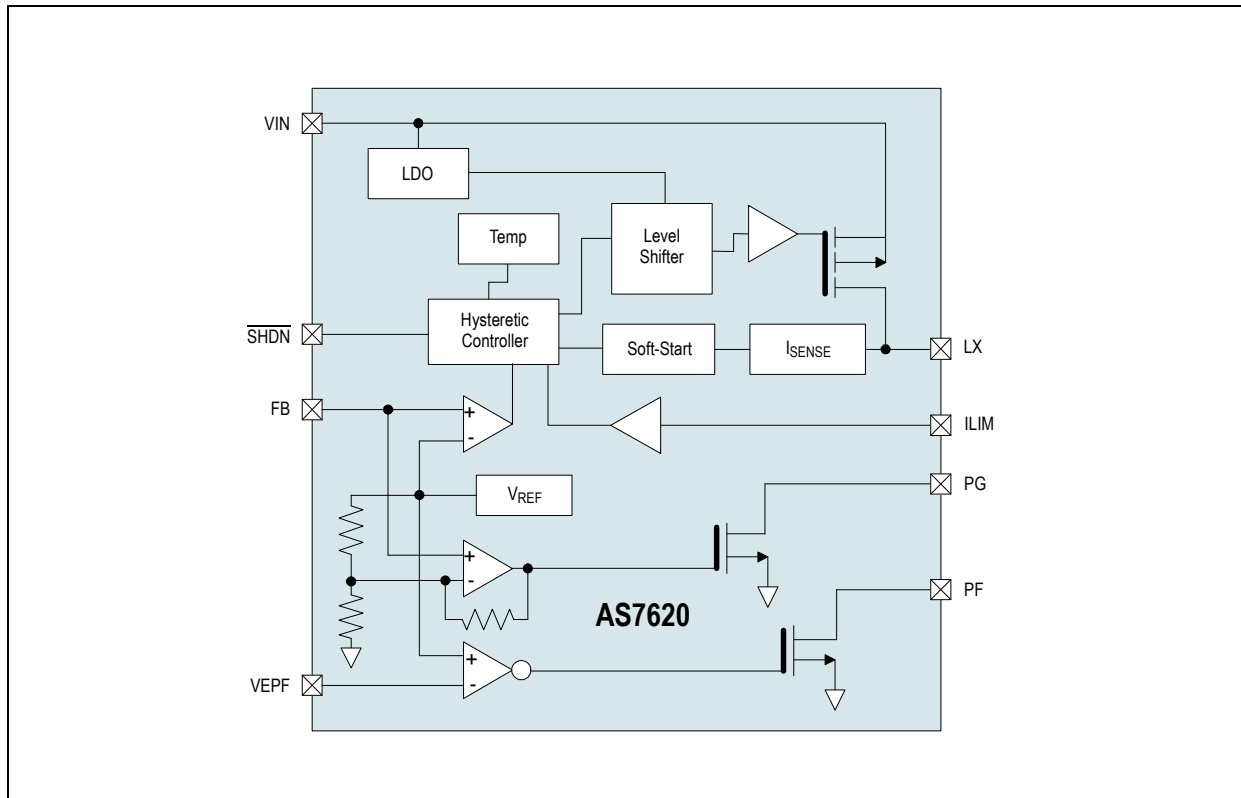 VIN
LDO
Temp
Level
Shifter
SHDN
Hysteretic
Controller
Soft-Start
ISENSE
LX
FB
+
-
ILIM
VREF
PG
+
-
PF
AS7620
+
-
VEPF